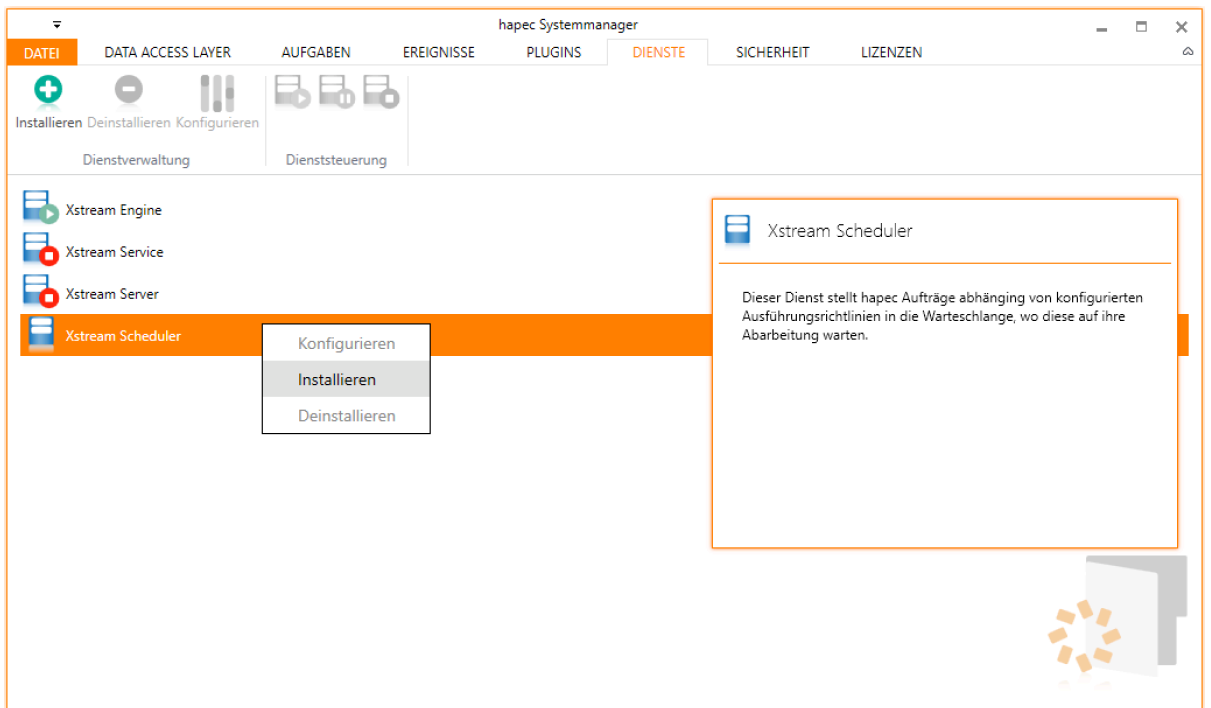 hapec Systemmanager
DATEI DATA ACCESS LAYER AUFGABEN EREIGNISSE PLUGINS DIENSTE SICHERHEIT LIZENZEN
Installieren Deinstallieren Konfigurieren
Dienstverwaltung Dienststeuerung
Xstream Engine
Xstream Service
Xstream Server
Xstream Scheduler
Konfigurieren
Installieren
Deinstallieren
Xstream Scheduler
Dieser Dienst stellt hapec Aufträge abhänging von konfigurierten
Ausführungsrichtlinien in die Warteschlange, wo diese auf ihre
Abarbeitung warten.